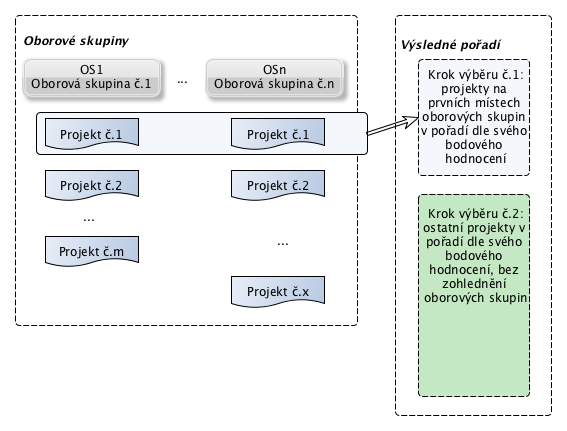 Oborové skupiny
OS1
Oborová skupina č.1
...
OSn
Oborová skupina č.n
Projekt č.1
Projekt č.1
Projekt č.2
Projekt č.2
...
...
Projekt č.m
Projekt č.x
Výsledné pořadí
Krok výběru č.1:
projekty na
prvních místech
oborových skupin
v pořadí dle svého
bodového
hodnocení
Krok výběru č.2:
ostatní projekty v
pořadí dle svého
bodového
hodnocení, bez
zohlednění
oborových skupin